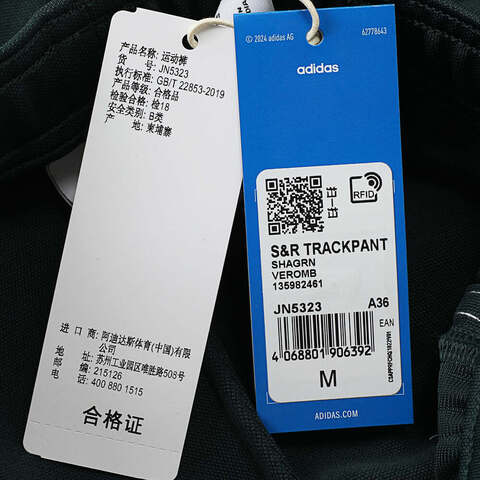 产品名称: 运动裤
货 号: JN5323
执行标准: GB/T 22853-2019
产品等级: 合格品
检验合格: 检18
安全类别: B类
产 地: 柬埔寨
进 口 商: 阿迪达斯体育(中国)有限
公司
地址: 苏州工业园区唯胜路508号
邮编: 215126
电话: 400 880 1515
合格证
© 2024 adidas AG
62778643
adidas
RFID
S&R TRACKPANT
SHAGRN
VEROMB
135982461
JN5323 A36
EAN
4 068801 906392
M
ADIDAS.COM